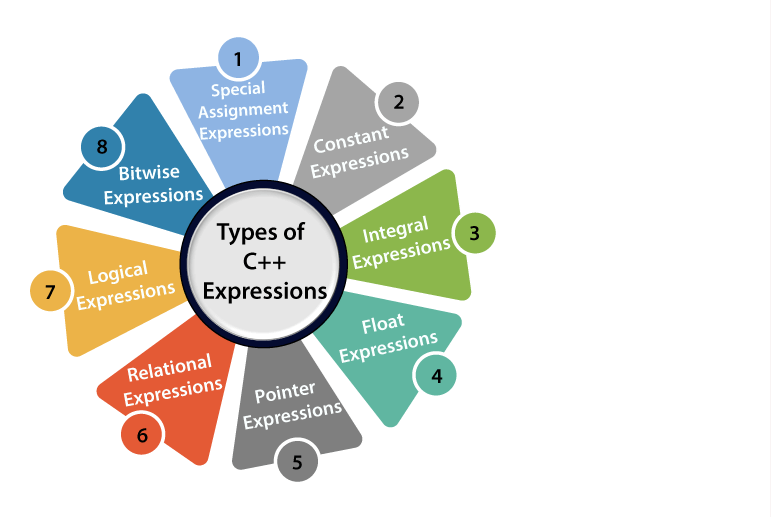 Types of
C++
Expressions
1
Special
Assignment
Expressions
2
Constant
Expressions
3
Integral
Expressions
4
Float
Expressions
5
Pointer
Expressions
6
Relational
Expressions
7
Logical
Expressions
8
Bitwise
Expressions